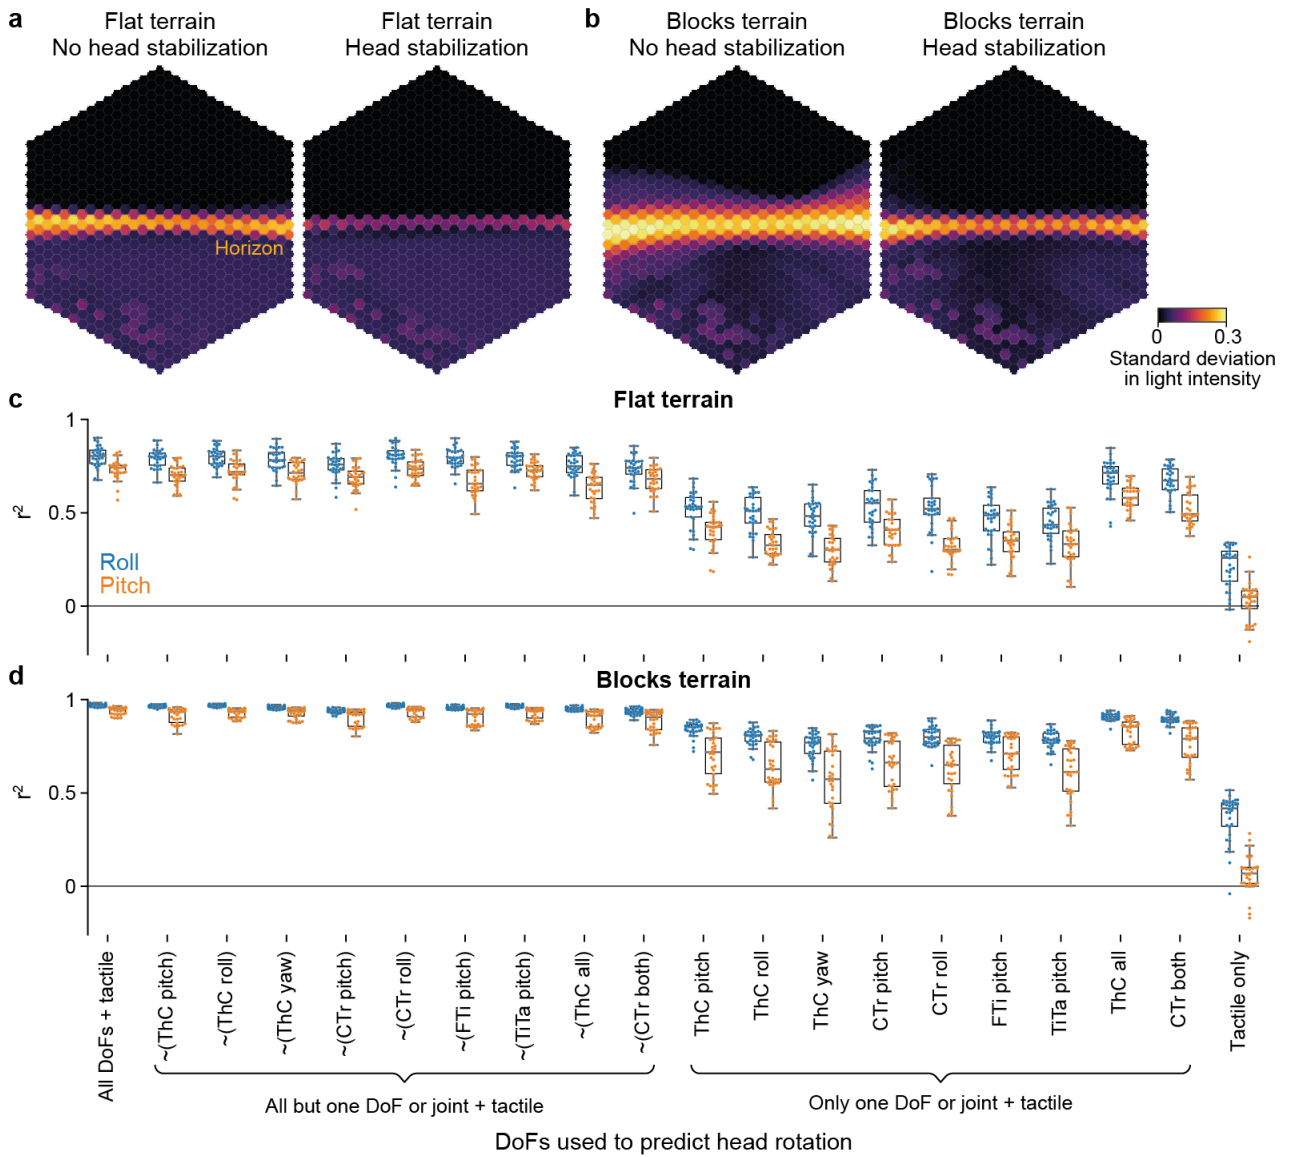 a
Flat terrain
No head stabilization
Flat terrain
Head stabilization
b
Blocks terrain
No head stabilization
Blocks terrain
Head stabilization
Horizon
0
0.3
Standard deviation
in light intensity
c
Flat terrain
1
0.5
0
r²
Roll
Pitch
d
Blocks terrain
1
0.5
0
r²
All DoFs + tactile
~(ThC pitch)
~(ThC roll)
~(ThC yaw)
~(CTr pitch)
~(CTr roll)
~(FTir pitch)
~(TiTa pitch)
~(ThC all)
~(CTr both)
ThC pitch
ThC roll
ThC yaw
CTr pitch
CTr roll
FTi pitch
TiTa pitch
ThC all
CTr both
Tactile only
All but one DoF or joint + tactile
Only one DoF or joint + tactile
DoFs used to predict head rotation